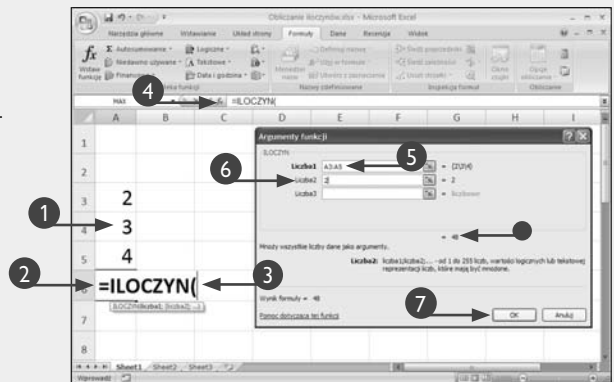 Obliczanie iloczynów.xlsx - Microsoft Excel
Narzędzia główne Wstawianie Układ strony Formuły Dane Recenzja Widok
fx Σ Autosumowanie Logiczne
Wstaw funkcję Niedawno używane Tekstowe Menedżer nazw Definiuj nazwę Śledź poprzedniki Okno czujki Opcje obliczania
Finansowe Data i godzina Utwórz z zaznaczenia Usuń strzałki
Nazwy zdefiniowane Inspekcja formuł Obliczanie
4
MAX fx =ILOCZYN(
A B C D E F G H I
1
2
3 2
4 3
5 4
=ILOCZYN(
ILOCZYN(liczba1; [liczba2]; ...)
7
8
1
2
3
Argumenty funkcji
ILOCZYN
5
6
Liczba1 A3:A5 = {2\3\4}
Liczba2 2 = 2
Liczba3 = liczbowe
= 48
Mnoży wszystkie liczby dane jako argumenty.
Liczba2: liczba1;liczba2;... - od 1 do 255 liczb, wartości logicznych lub tekstowej
reprezentacji liczb, które mają być mnożone.
Wynik formuły = 48
7
Pomoc dotycząca tej funkcji OK Anuluj
Sheet1 Sheet2 Sheet3
Wprowadź